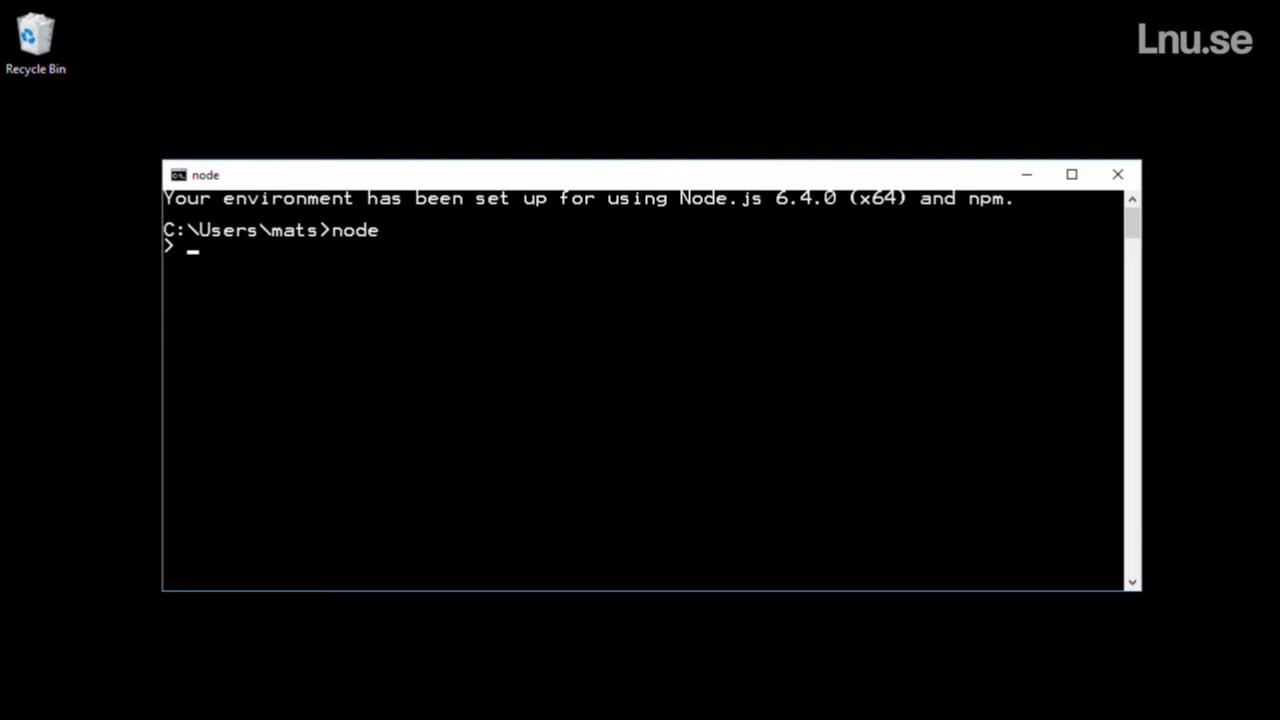 Recycle Bin
Lnu.se
node
Your environment has been set up for using Node.js 6.4.0 (x64) and npm.
C:\Users\mats>node
>